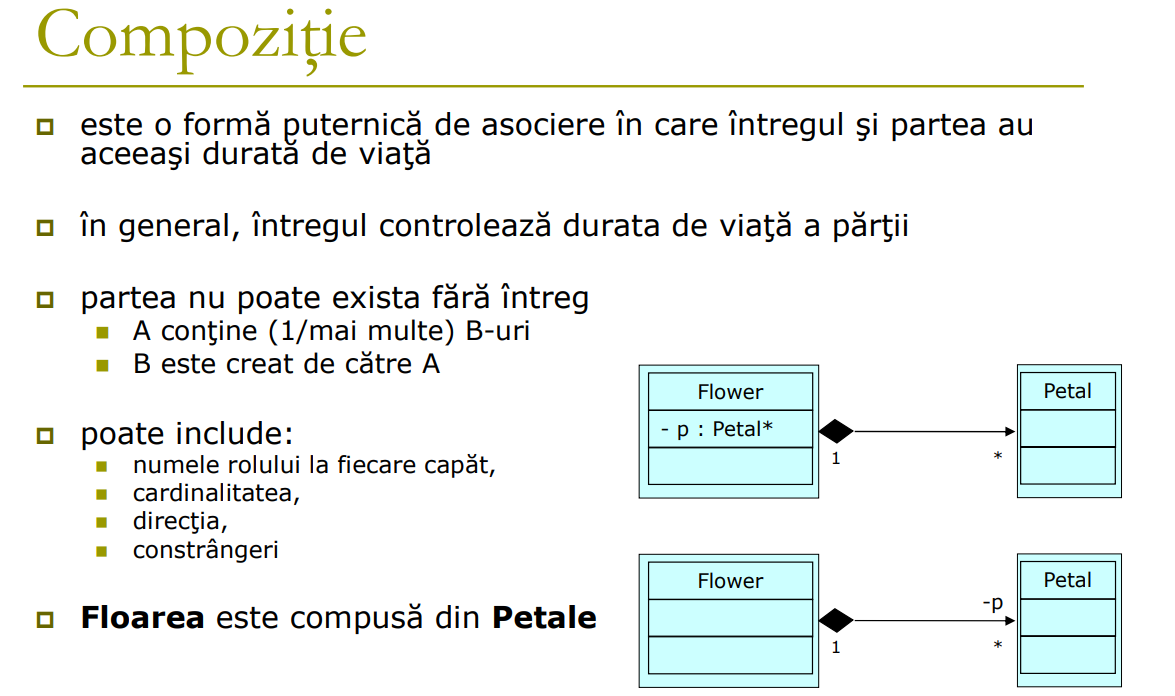 Compoziție
este o formă puternică de asociere în care întregul şi partea au
aceeaşi durată de viaţă
în general, întregul controlează durata de viaţă a părţii
partea nu poate exista fără întreg
A conţine (1/mai multe) B-uri
B este creat de către A
poate include:
numele rolului la fiecare capăt,
cardinalitatea,
direcţia,
constrângeri
Floarea este compusă din Petale
Flower
- p : Petal*
1
*
Petal
Flower
1
-p
*
Petal